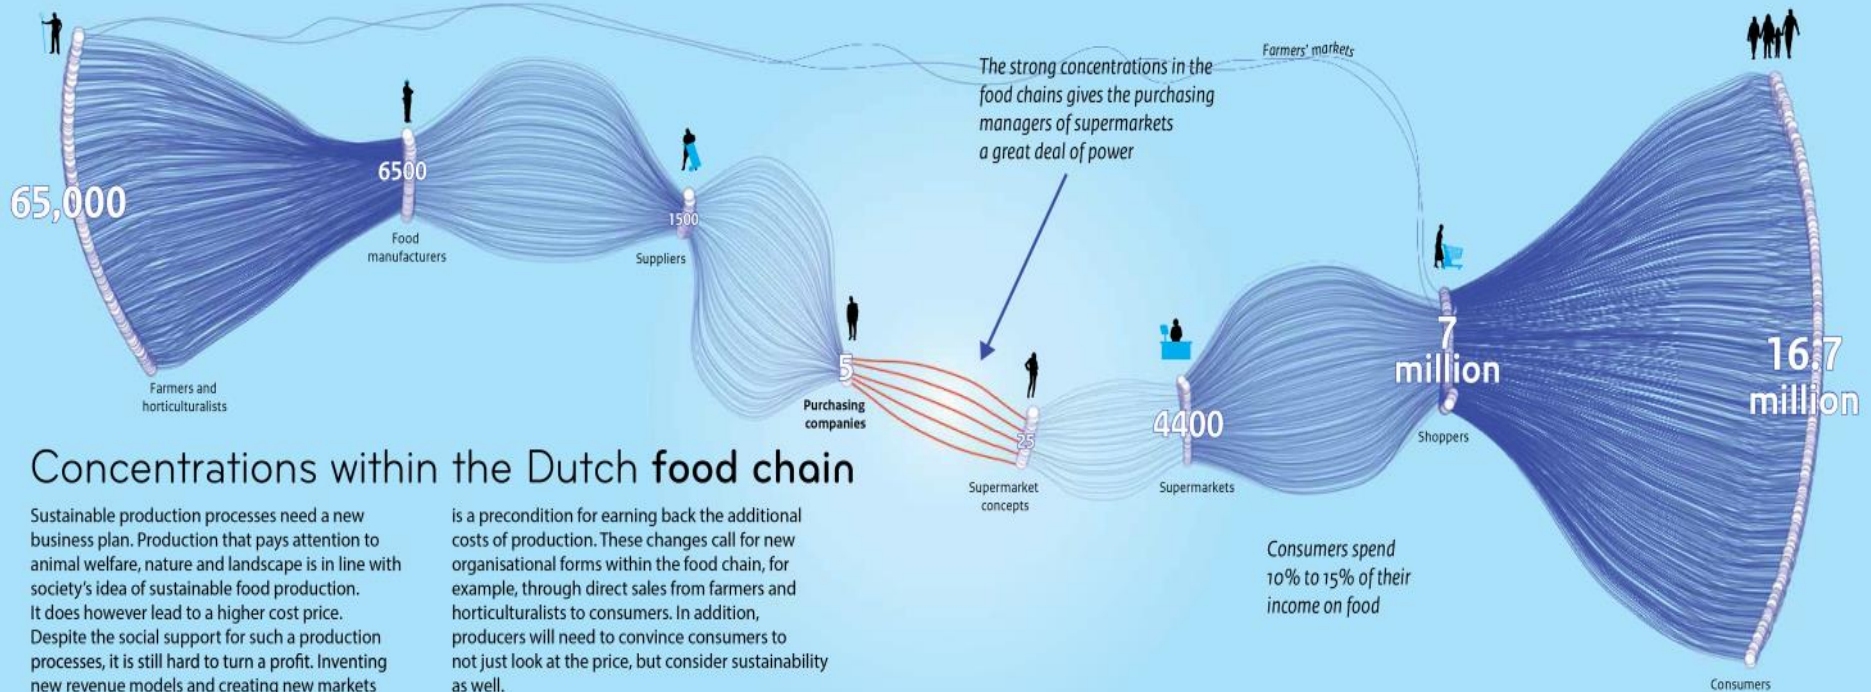 Farmers' markets
The strong concentrations in the
food chains gives the purchasing
managers of supermarkets
a great deal of power
65,000
Farmers and
horticulturalists
6500
Food
manufacturers
1500
Suppliers
5
Purchasing
companies
25
Supermarket
concepts
4400
Supermarkets
7
million
Shoppers
16.7
million
Consumers
Consumers spend
10% to 15% of their
income on food
Concentrations within the Dutch food chain
Sustainable production processes need a new
business plan. Production that pays attention to
animal welfare, nature and landscape is in line with
society's idea of sustainable food production.
It does however lead to a higher cost price.
Despite the social support for such a production
processes, it is still hard to turn a profit. Inventing
new revenue models and creating new markets
is a precondition for earning back the additional
costs of production. These changes call for new
organisational forms within the food chain, for
example, through direct sales from farmers and
horticulturalists to consumers. In addition,
producers will need to convince consumers to
not just look at the price, but consider sustainability
as well.